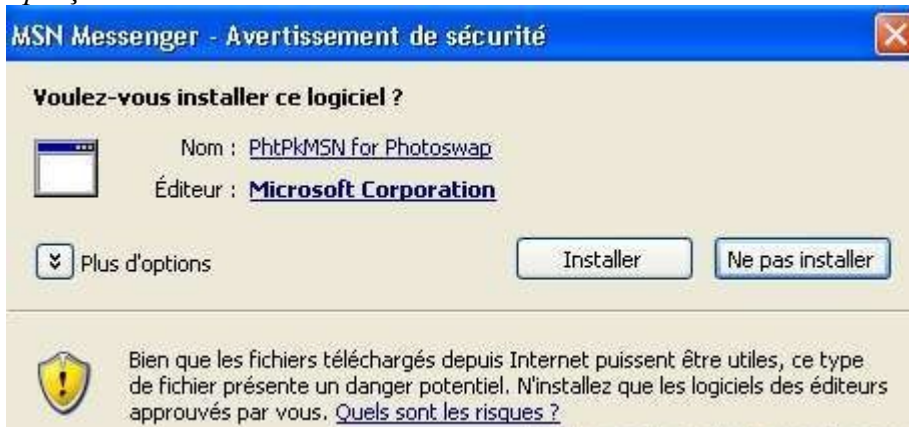 MSN Messenger - Avertissement de sécurité
Voulez-vous installer ce logiciel ?
Nom : PhtPkMSN for Photoswap
Éditeur : Microsoft Corporation
Plus d'options
Installer
Ne pas installer
Bien que les fichiers téléchargés depuis Internet puissent être utiles, ce type
de fichier présente un danger potentiel. N'installez que les logiciels des éditeurs
approuvés par vous. Quels sont les risques ?